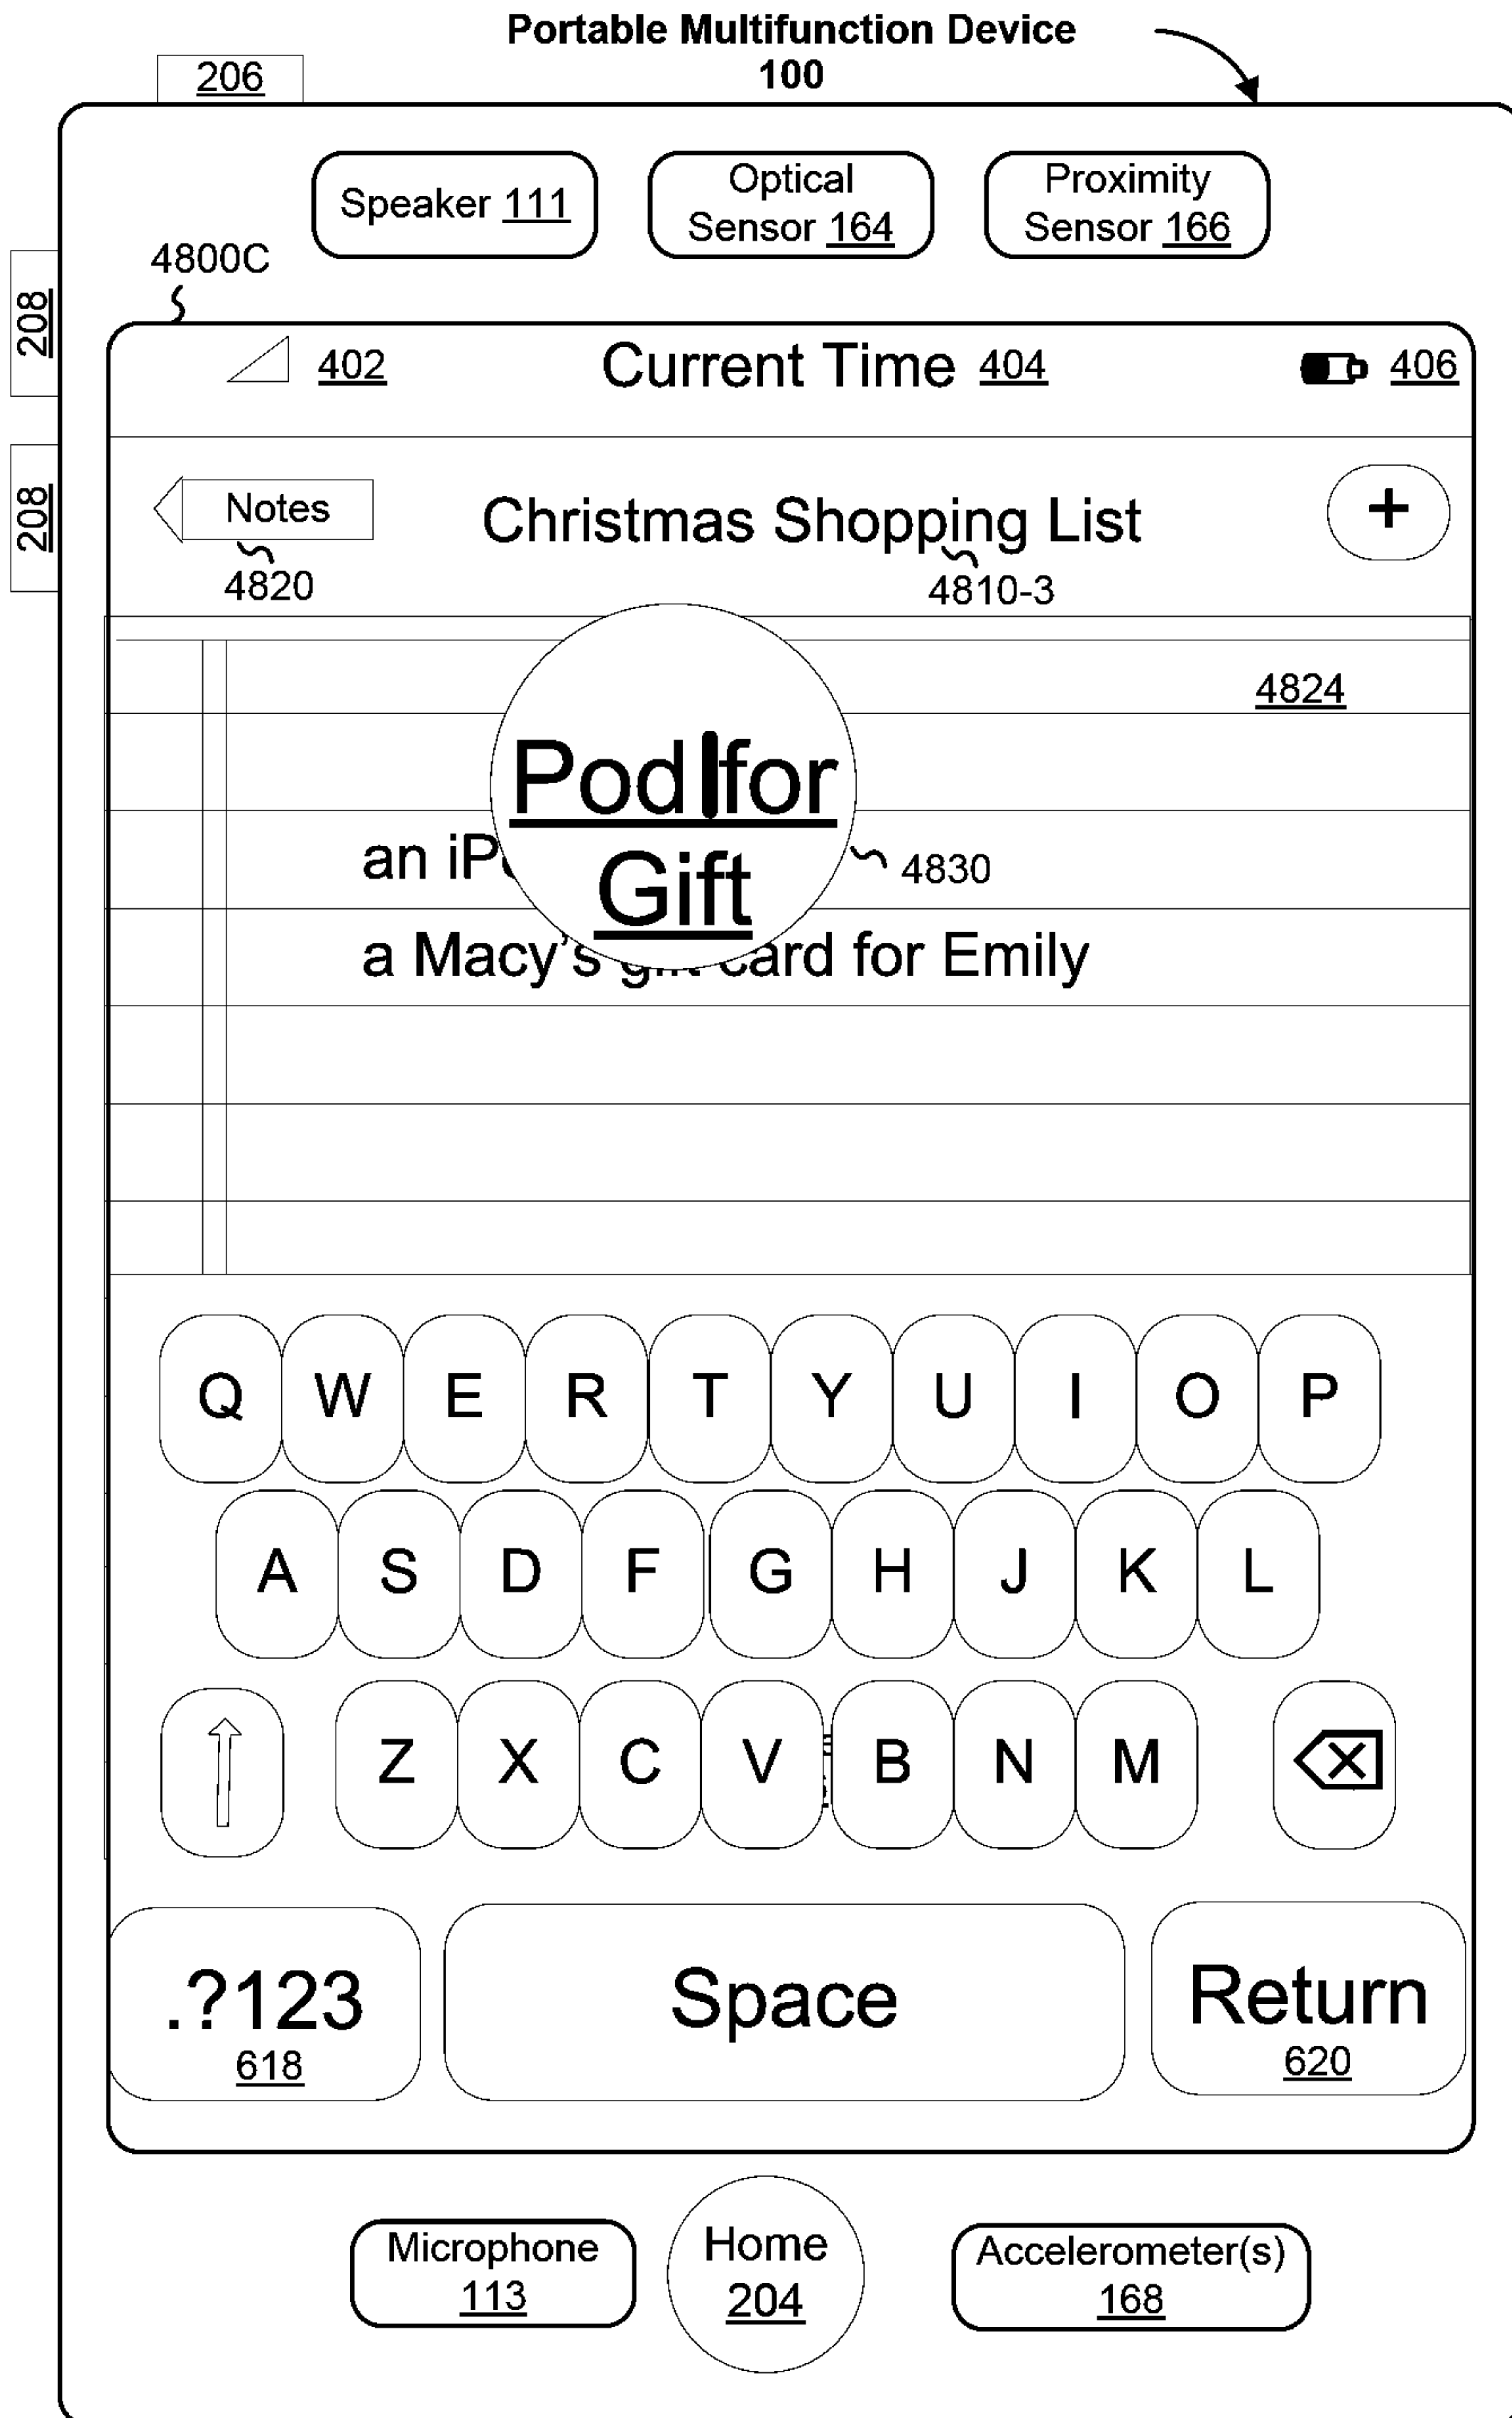 Portable Multifunction Device
100
206
Speaker 111
Optical
Sensor 164
Proximity
Sensor 166
4800C
208
402
Current Time 404
406
208
Notes
Christmas Shopping List
+
4820
4810-3
4824
Pod for
an iP
Gift
4830
a Macy's card for Emily
Q W E R T Y U I O P
A S D F G H J K L
Z X C V B N M
.?123
618
Space
Return
620
Microphone
113
Home
204
Accelerometer(s)
168